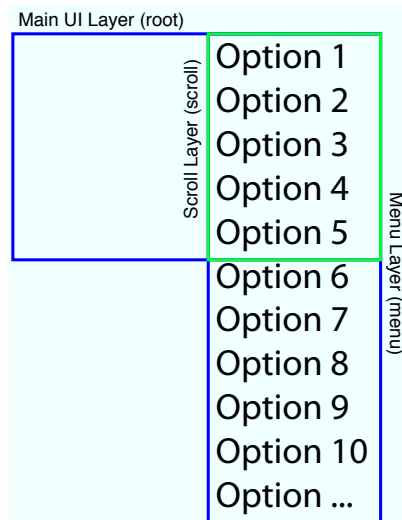 Main UI Layer (root)
Scroll Layer (scroll)
Option 1
Option 2
Option 3
Option 4
Option 5
Option 6
Option 7
Option 8
Option 9
Option 10
Option ...
Menu Layer (menu)